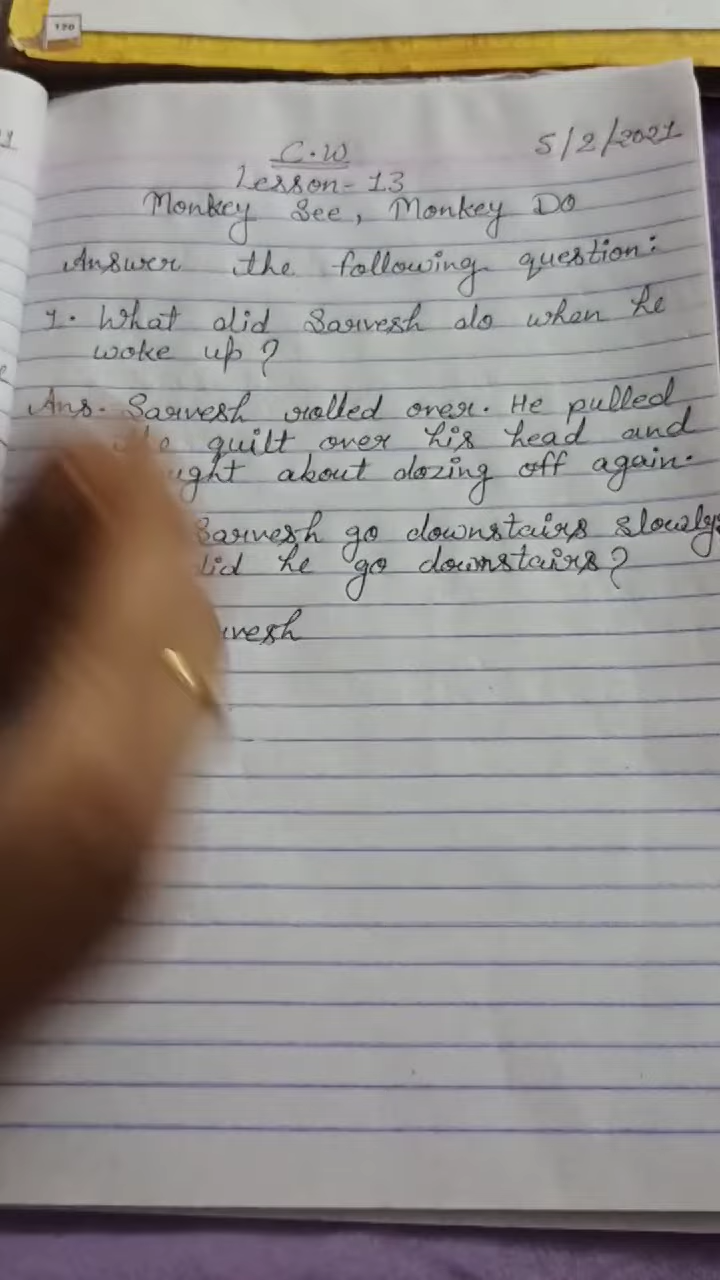 120
C.W
5/2/2021
Lesson-13
Monkey See, Monkey Do
Answer the following question:
1. What did Sarvesh do when he
woke up?
Ans. Sarvesh rolled over. He pulled
quilt over his head and
about dozing off again.
Sarvesh go downstairs slowly
did he go downstairs?